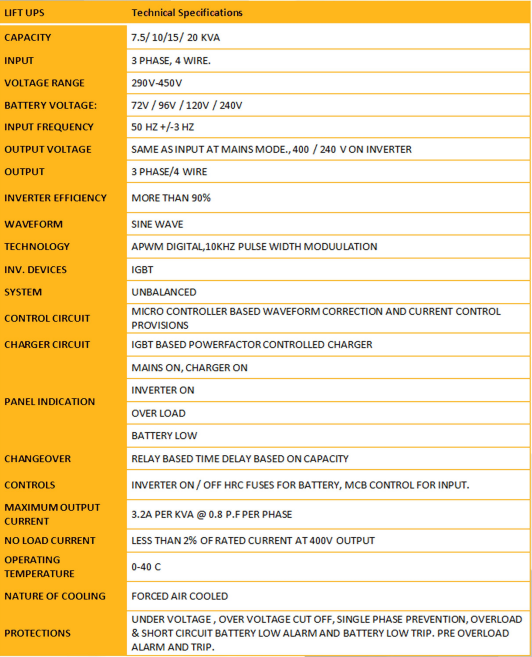 LIFT UPS Technical Specifications
CAPACITY 7.5/ 10/15/ 20 KVA
INPUT 3 PHASE, 4 WIRE.
VOLTAGE RANGE 290V-450V
BATTERY VOLTAGE: 72V / 96V / 120V / 240V
INPUT FREQUENCY 50 HZ +/-3 HZ
OUTPUT VOLTAGE SAME AS INPUT AT MAINS MODE., 400 / 240 V ON INVERTER
OUTPUT 3 PHASE/4 WIRE
INVERTER EFFICIENCY MORE THAN 90%
WAVEFORM SINE WAVE
TECHNOLOGY APWM DIGITAL,10KHZ PULSE WIDTH MODUULATION
INV. DEVICES IGBT
SYSTEM UNBALANCED
CONTROL CIRCUIT MICRO CONTROLLER BASED WAVEFORM CORRECTION AND CURRENT CONTROL
PROVISIONS
CHARGER CIRCUIT IGBT BASED POWERFACTOR CONTROLLED CHARGER
PANEL INDICATION MAINS ON, CHARGER ON
INVERTER ON
OVER LOAD
BATTERY LOW
CHANGEOVER RELAY BASED TIME DELAY BASED ON CAPACITY
CONTROLS INVERTER ON / OFF HRC FUSES FOR BATTERY, MCB CONTROL FOR INPUT.
MAXIMUM OUTPUT
CURRENT 3.2A PER KVA @ 0.8 P.F PER PHASE
NO LOAD CURRENT LESS THAN 2% OF RATED CURRENT AT 400V OUTPUT
OPERATING
TEMPERATURE 0-40 C
NATURE OF COOLING FORCED AIR COOLED
PROTECTIONS UNDER VOLTAGE , OVER VOLTAGE CUT OFF, SINGLE PHASE PREVENTION, OVERLOAD
& SHORT CIRCUIT BATTERY LOW ALARM AND BATTERY LOW TRIP. PRE OVERLOAD
ALARM AND TRIP.